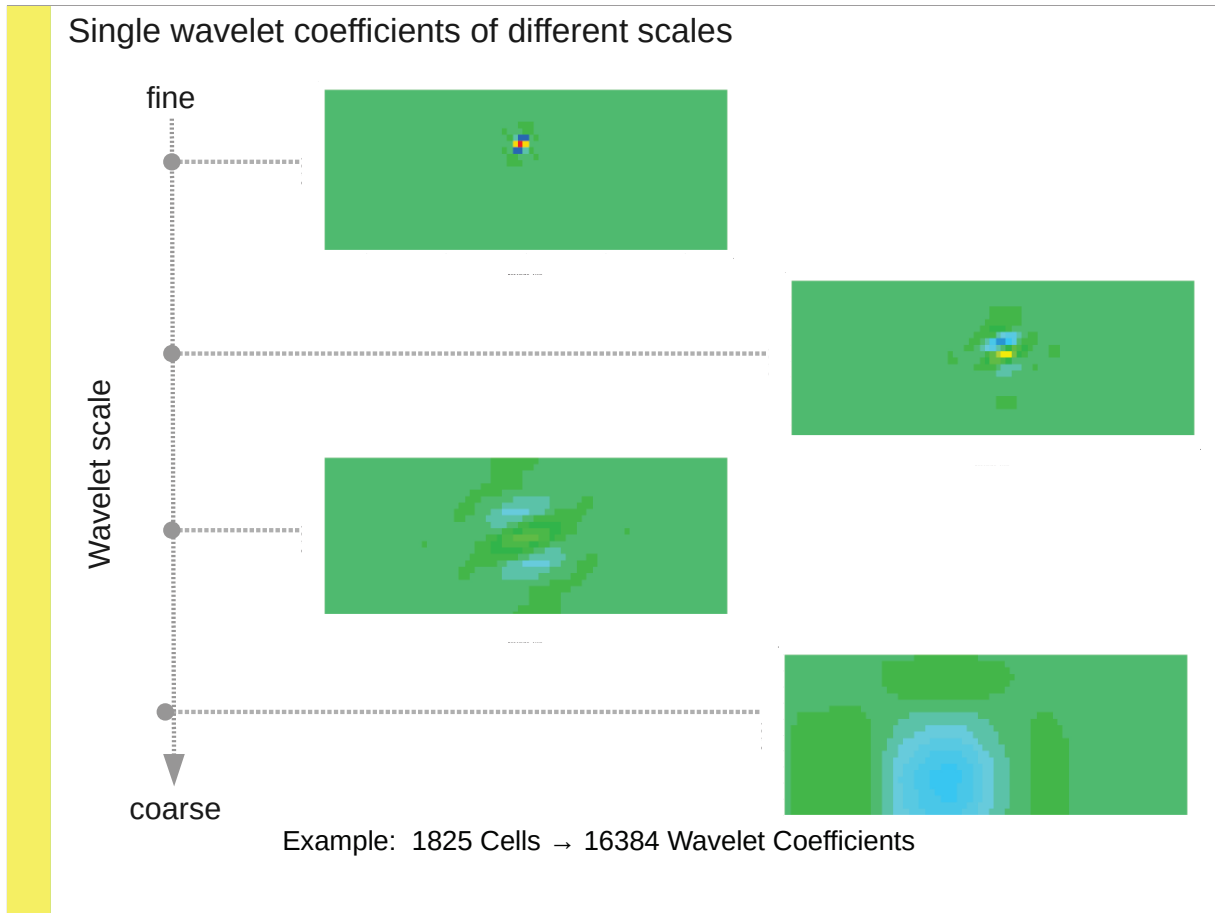 Single wavelet coefficients of different scales
fine
Wavelet scale
coarse
Example:  1825 Cells → 16384 Wavelet Coefficients